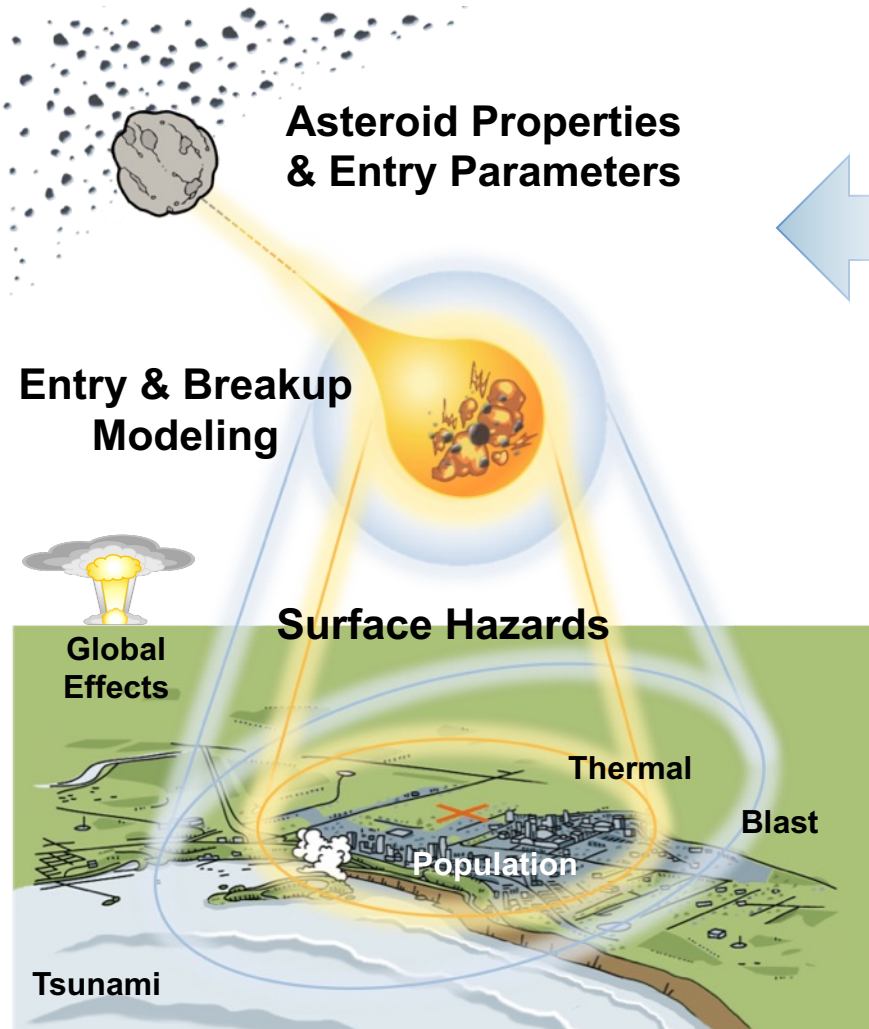 Asteroid Properties
& Entry Parameters
Entry & Breakup
Modeling
Surface Hazards
Global
Effects
Thermal
Blast
Population
Tsunami